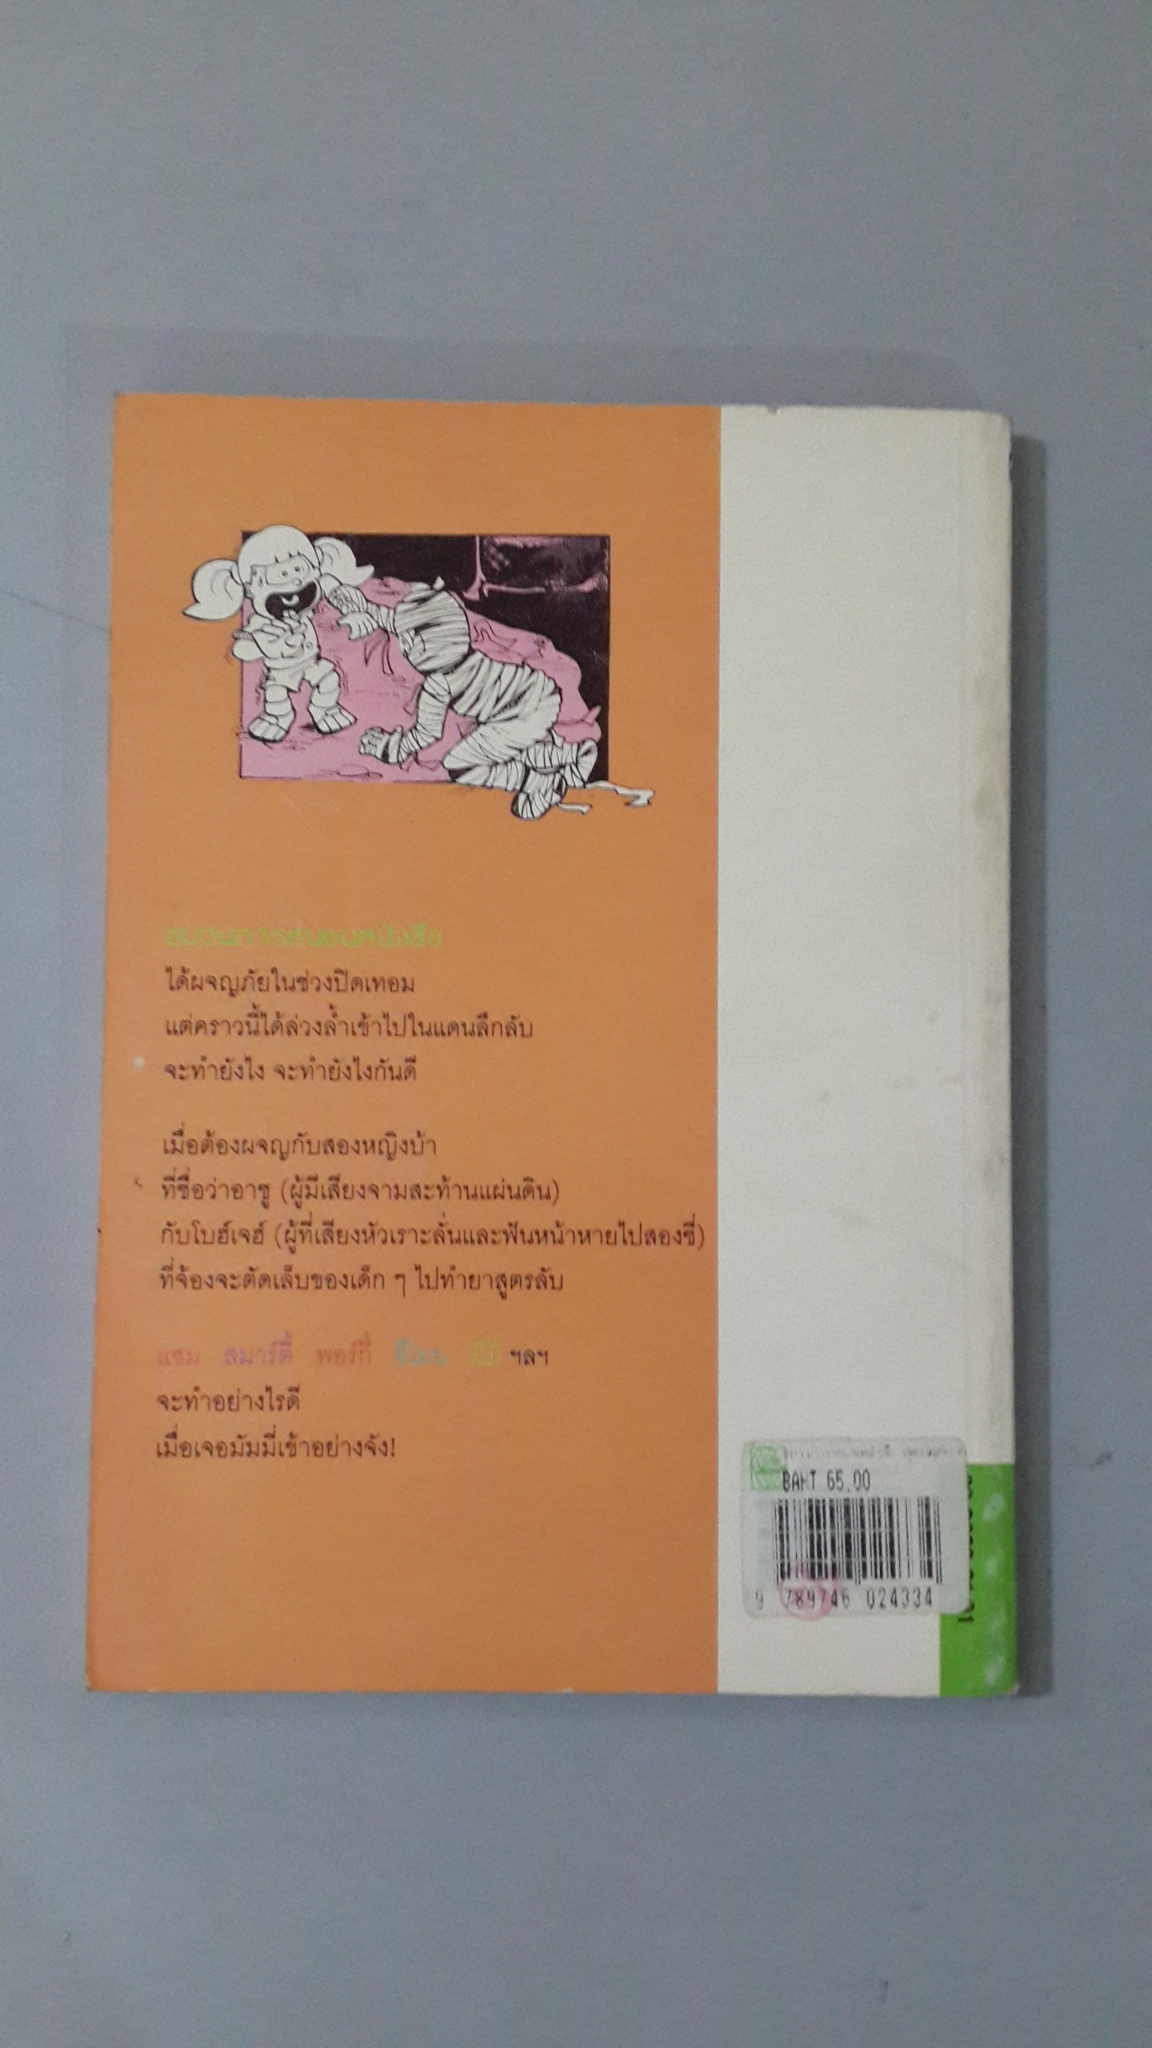 ขบวนการหนอนหนังสือ
ได้ผจญภัยในช่วงปิดเทอม
แต่คราวนี้ได้ล่วงล้ำเข้าไปในแดนลึกลับ
จะทำยังไง จะทำยังไงกันดี
เมื่อต้องผจญกับสองหญิงบ้า
ที่ชื่อว่าอาซู (ผู้มีเสียงจามสะท้านแผ่นดิน)
กับโบฮ์เจฮ์ (ผู้ที่เสียงหัวเราะลั่นและฟันหน้าหายไปสองซี่)
ที่จ้องจะตัดเล็บของเด็ก ๆ ไปทำยาสูตรลับ
แซม สมาร์ตี้ พอร์กี้ ฯลฯ
จะทำอย่างไรดี
เมื่อเจอมัมมี่เข้าอย่างจัง!
BAHT 65.00
9 789746 024334